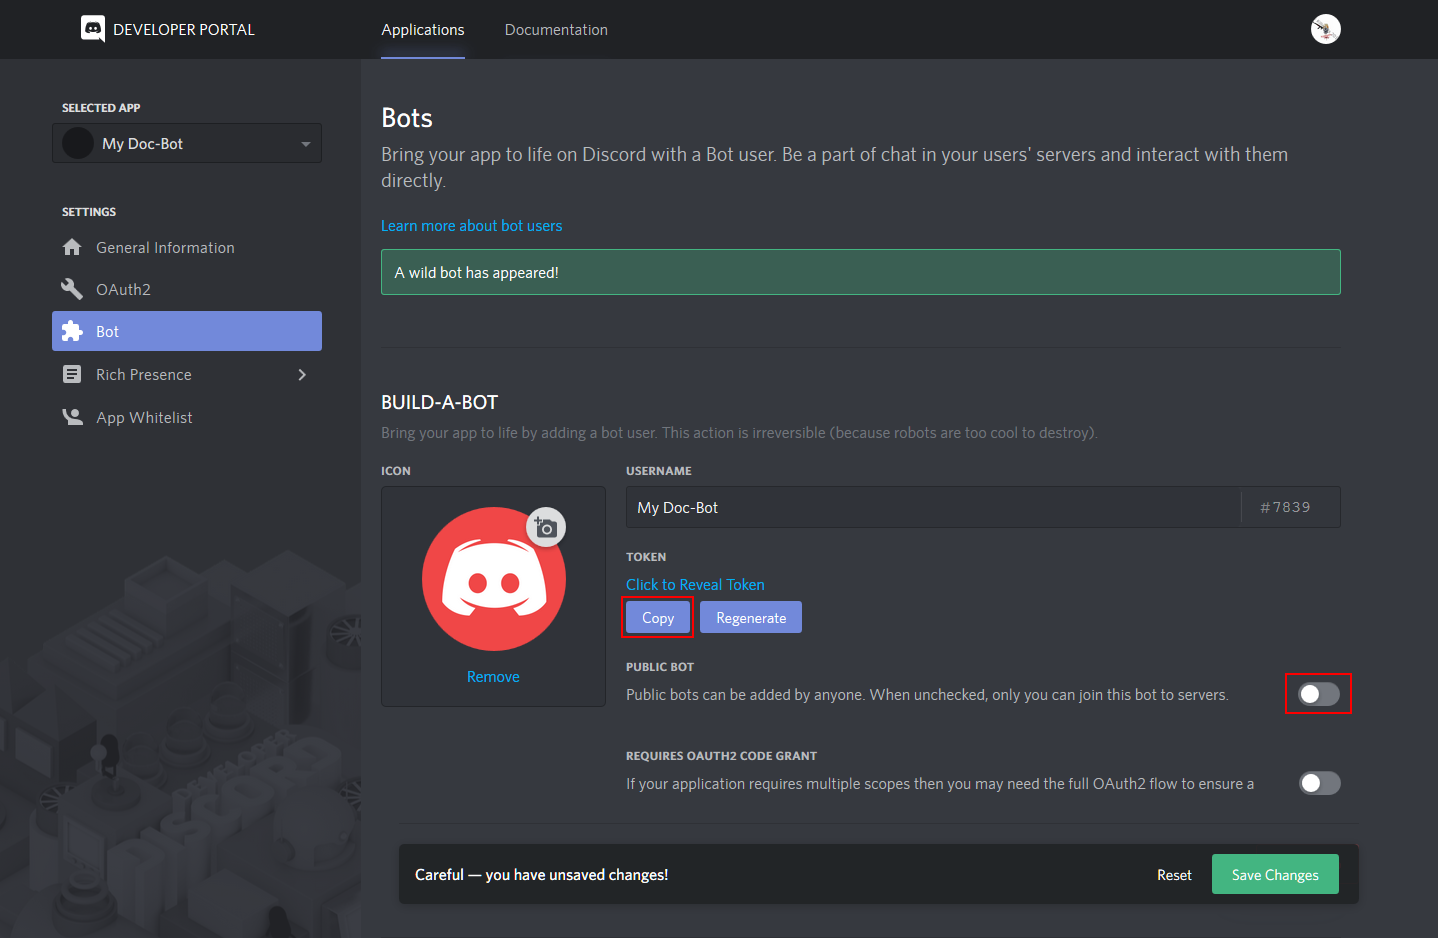 DEVELOPER PORTAL
Applications
Documentation
SELECTED APP
My Doc-Bot
SETTINGS
General Information
OAuth2
Bot
Rich Presence
App Whitelist
Bots
Bring your app to life on Discord with a Bot user. Be a part of chat in your users' servers and interact with them
directly.
Learn more about bot users
A wild bot has appeared!
BUILD-A-BOT
Bring your app to life by adding a bot user. This action is irreversible (because robots are too cool to destroy).
ICON
Remove
USERNAME
My Doc-Bot
#7839
TOKEN
Click to Reveal Token
Copy
Regenerate
PUBLIC BOT
Public bots can be added by anyone. When unchecked, only you can join this bot to servers.
REQUIRES OAUTH2 CODE GRANT
If your application requires multiple scopes then you may need the full OAuth2 flow to ensure a
Careful — you have unsaved changes!
Reset
Save Changes